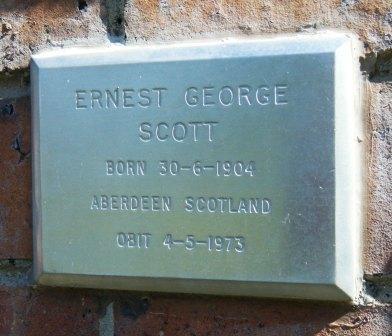 ERNEST GEORGE
SCOTT
BORN 30-6-1904
ABERDEEN SCOTLAND
OBIT 4-5-1973